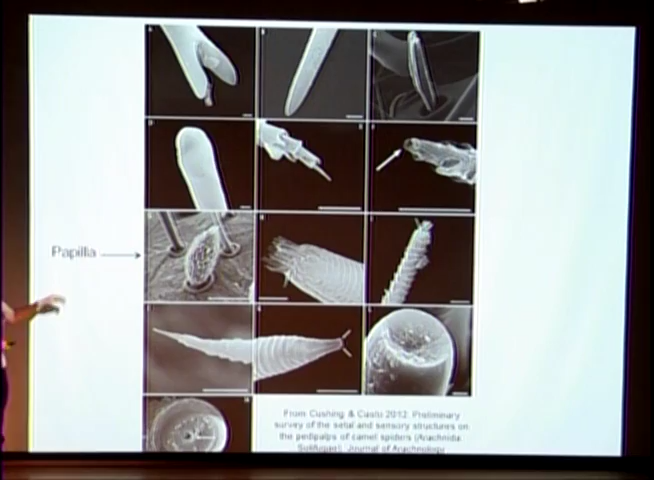 Papilla
From Cushing & Casto 2012: Preliminary
survey of the setal and sensory structures on
the pedipalps of camel spiders (Arachnida
Solifugae). Journal of Arachnology